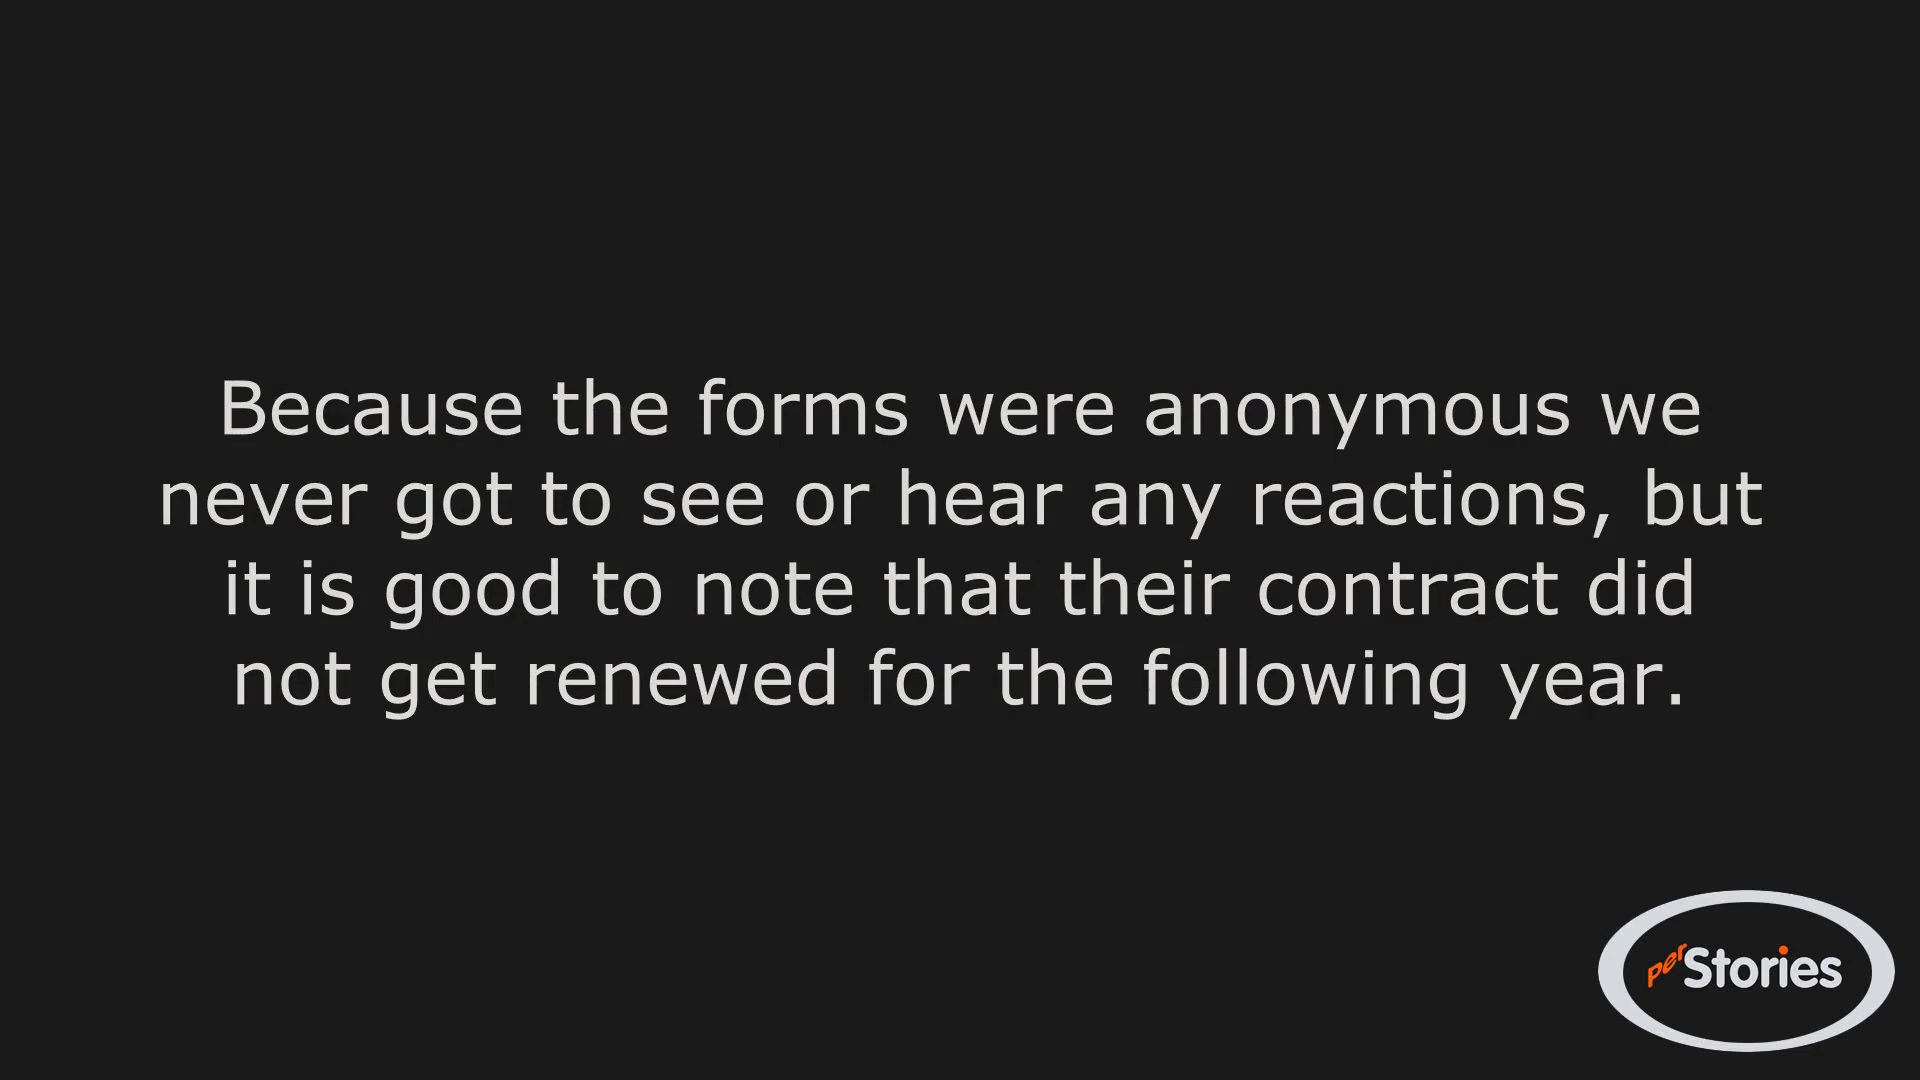 Because the forms were anonymous we
never got to see or hear any reactions, but
it is good to note that their contract did
not get renewed for the following year.
perStories